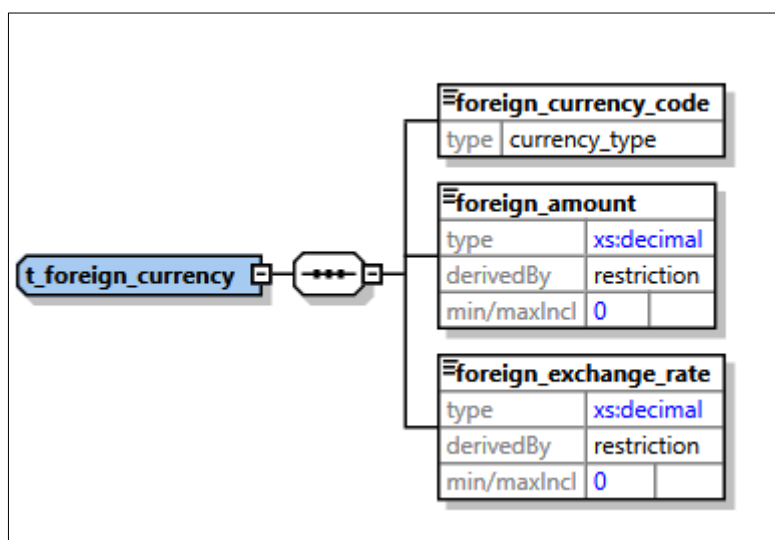 foreign_currency_code
type currency_type
foreign_amount
type xs:decimal
derivedBy restriction
min/maxIncl 0
t_foreign_currency
foreign_exchange_rate
type xs:decimal
derivedBy restriction
min/maxIncl 0